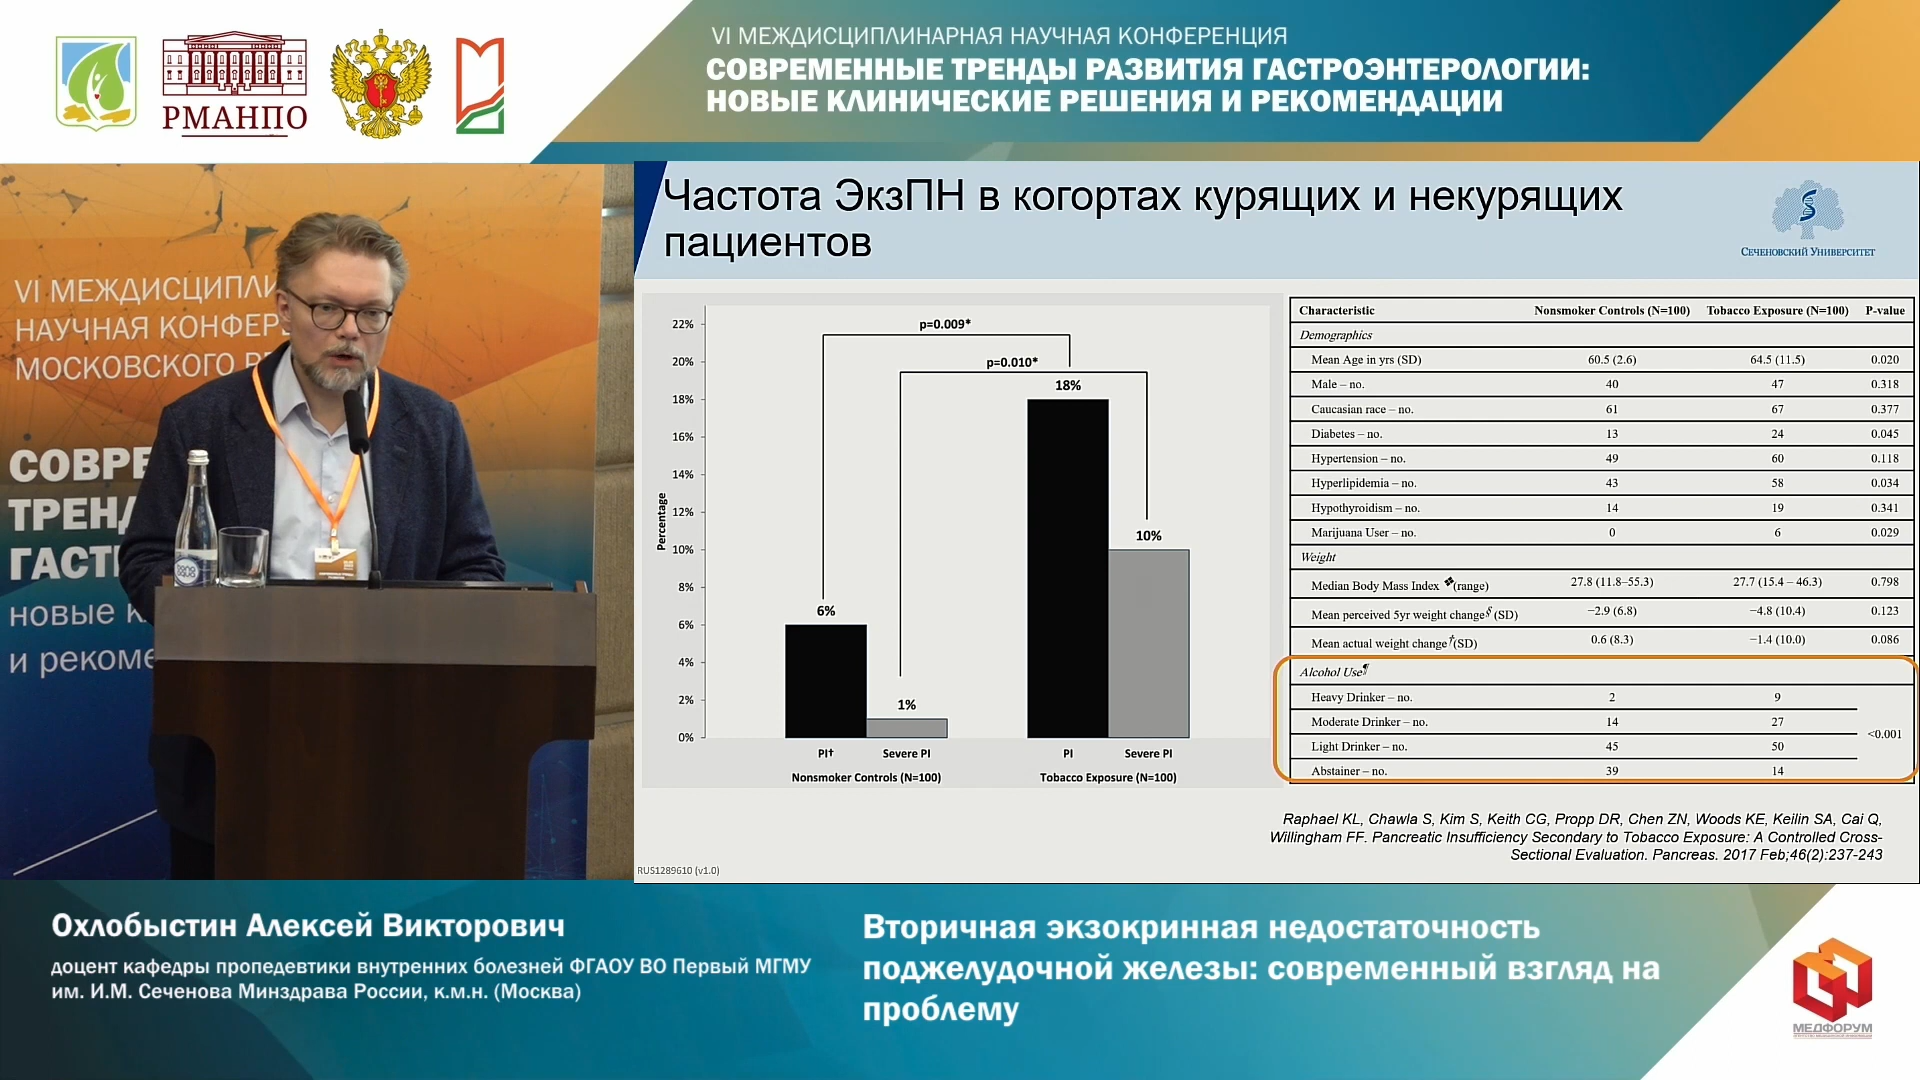 РМАНПО
VI МЕЖДИСЦИПЛИНАРНАЯ НАУЧНАЯ КОНФЕРЕНЦИЯ
СОВРЕМЕННЫЕ ТРЕНДЫ РАЗВИТИЯ ГАСТРОЭНТЕРОЛОГИИ:
НОВЫЕ КЛИНИЧЕСКИЕ РЕШЕНИЯ И РЕКОМЕНДАЦИИ
VI МЕЖДИСЦИПЛИ
НАУЧНАЯ КОНФЕР
МОСКОВСКОГО РЕ
СОВРЕ
ТРЕНД
ГАСТ
новые к
и рекоме
Частота ЭкзПН в когортах курящих и некурящих
пациентов
СЕЧЕНОВСКИЙ УНИВЕРСИТЕТ
Percentage
22%
20%
18%
16%
14%
12%
10%
8%
6%
4%
2%
0%
p=0.009*
p=0.010*
6%
1%
18%
10%
PI† Severe PI PI Severe PI
Nonsmoker Controls (N=100) Tobacco Exposure (N=100)
Characteristic Nonsmoker Controls (N=100) Tobacco Exposure (N=100) P-value
Demographics
Mean Age in yrs (SD) 60.5 (2.6) 64.5 (11.5) 0.020
Male – no. 40 47 0.318
Caucasian race – no. 61 67 0.377
Diabetes – no. 13 24 0.045
Hypertension – no. 49 60 0.118
Hyperlipidemia – no. 43 58 0.034
Hypothyroidism – no. 14 19 0.341
Marijuana User – no. 0 6 0.029
Weight
Median Body Mass Index ❖(range) 27.8 (11.8–55.3) 27.7 (15.4 – 46.3) 0.798
Mean perceived 5yr weight change§ (SD) −2.9 (6.8) −4.8 (10.4) 0.123
Mean actual weight change†(SD) 0.6 (8.3) −1.4 (10.0) 0.086
Alcohol Use¶
Heavy Drinker – no. 2 9
Moderate Drinker – no. 14 27
<0.001
Light Drinker – no. 45 50
Abstainer – no. 39 14
Raphael KL, Chawla S, Kim S, Keith CG, Propp DR, Chen ZN, Woods KE, Keilin SA, Cai Q,
Willingham FF. Pancreatic Insufficiency Secondary to Tobacco Exposure: A Controlled Cross-
Sectional Evaluation. Pancreas. 2017 Feb;46(2):237-243
RUS1289610 (v1.0)
Охлобыстин Алексей Викторович
доцент кафедры пропедевтики внутренних болезней ФГАОУ ВО Первый МГМУ
им. И.М. Сеченова Минздрава России, к.м.н. (Москва)
Вторичная экзокринная недостаточность
поджелудочной железы: современный взгляд на
проблему
МЕДФОРУМ